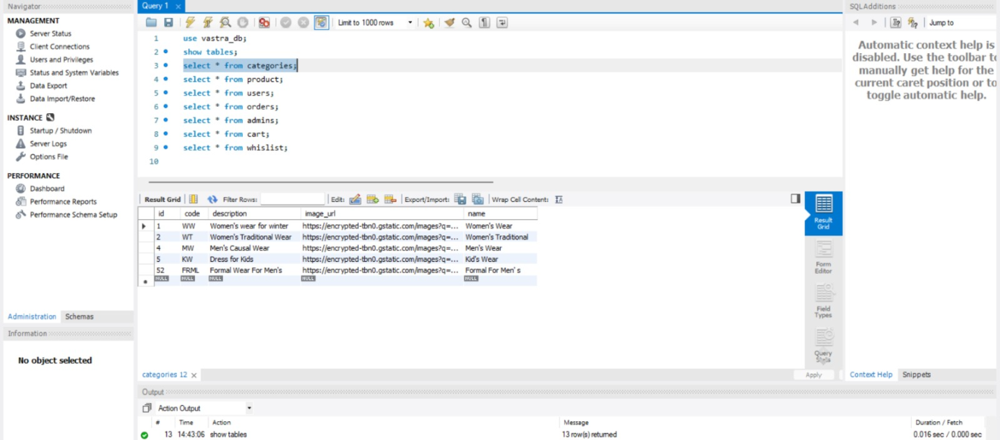 Navigator
MANAGEMENT
Server Status
Client Connections
Users and Privileges
Status and System Variables
Data Export
Data Import/Restore
INSTANCE
Startup / Shutdown
Server Logs
Options File
PERFORMANCE
Dashboard
Performance Reports
Performance Schema Setup
Administration Schemas
Information
No object selected
Query 1
Limit to 1000 rows
1 use vastra_db;
2 show tables;
3 select * from categories;
4 select * from product;
5 select * from users;
6 select * from orders;
7 select * from admins;
8 select * from cart;
9 select * from whislist;
10
Result Grid Filter Rows: Edit: Export/Import: Wrap Cell Content:
id code description image_url name
1 WW Women's wear for winter https://encrypted-tbn0.gstatic.com/images?q=... Women's Wear
2 WT Women's Traditional Wear https://encrypted-tbn0.gstatic.com/images?q=... Women's Traditional
4 MW Men's Causal Wear https://encrypted-tbn0.gstatic.com/images?q=... Men's Wear
5 KW Dress for Kids https://encrypted-tbn0.gstatic.com/images?q=... Kid's Wear
52 FRML Formal Wear For Men's https://encrypted-tbn0.gstatic.com/images?q=... Formal For Men' s
NULL NULL NULL NULL NULL
Result
Grid
Form
Editor
Field
Types
Query
Stats
categories 12
Apply
Output
Action Output
# Time Action Message Duration / Fetch
13 14:43:06 show tables 13 row(s) returned 0.016 sec / 0.000 sec
SQLAdditions
Jump to
Automatic context help is
disabled. Use the toolbar to
manually get help for the
current caret position or to
toggle automatic help.
Context Help Snippets